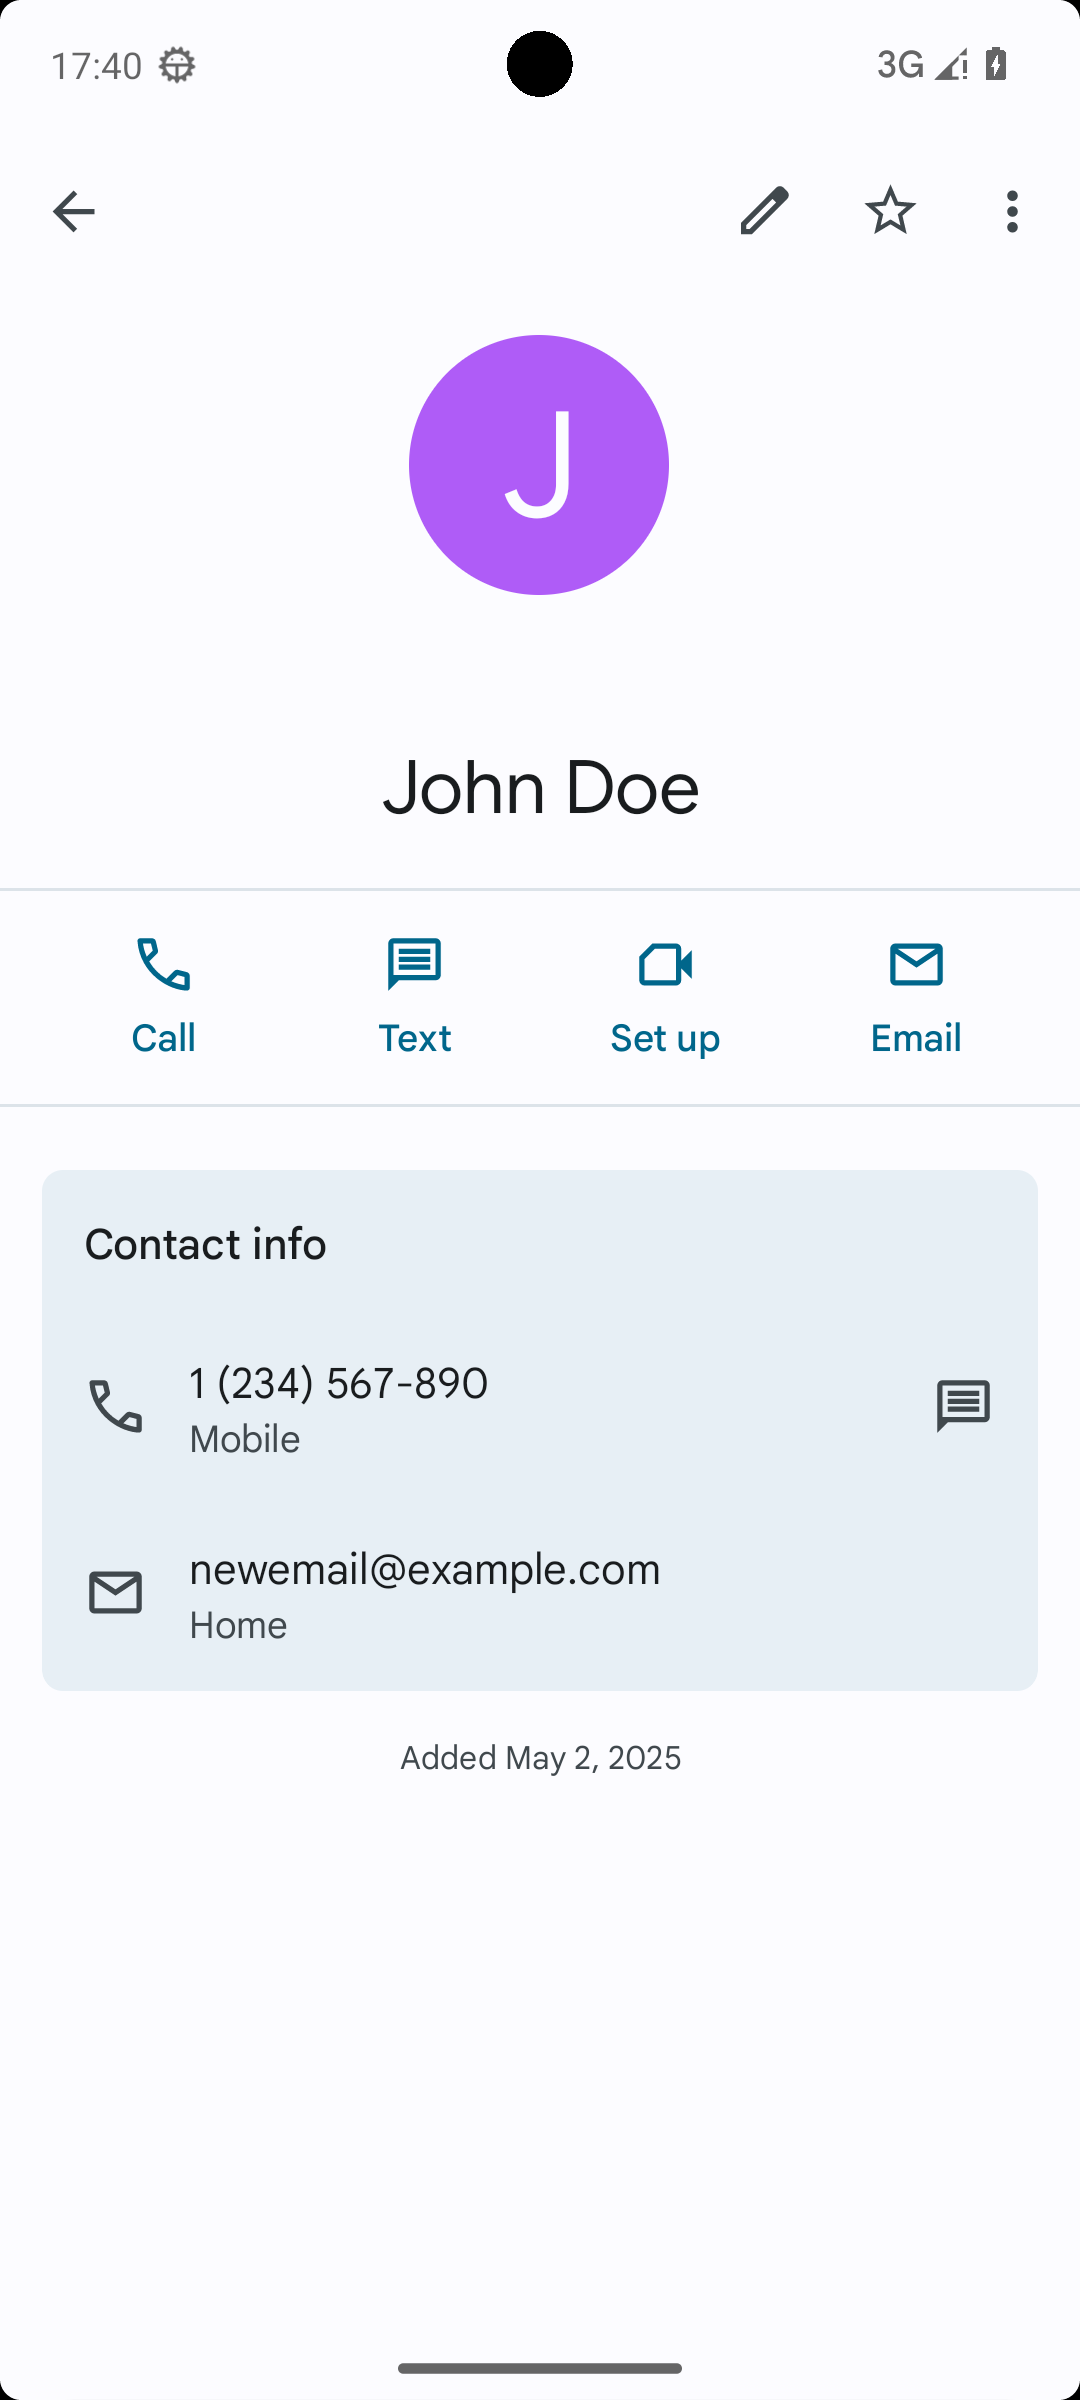 17:40
3G
J
John Doe
Call
Text
Set up
Email
Contact info
1 (234) 567-890
Mobile
newemail@example.com
Home
Added May 2, 2025